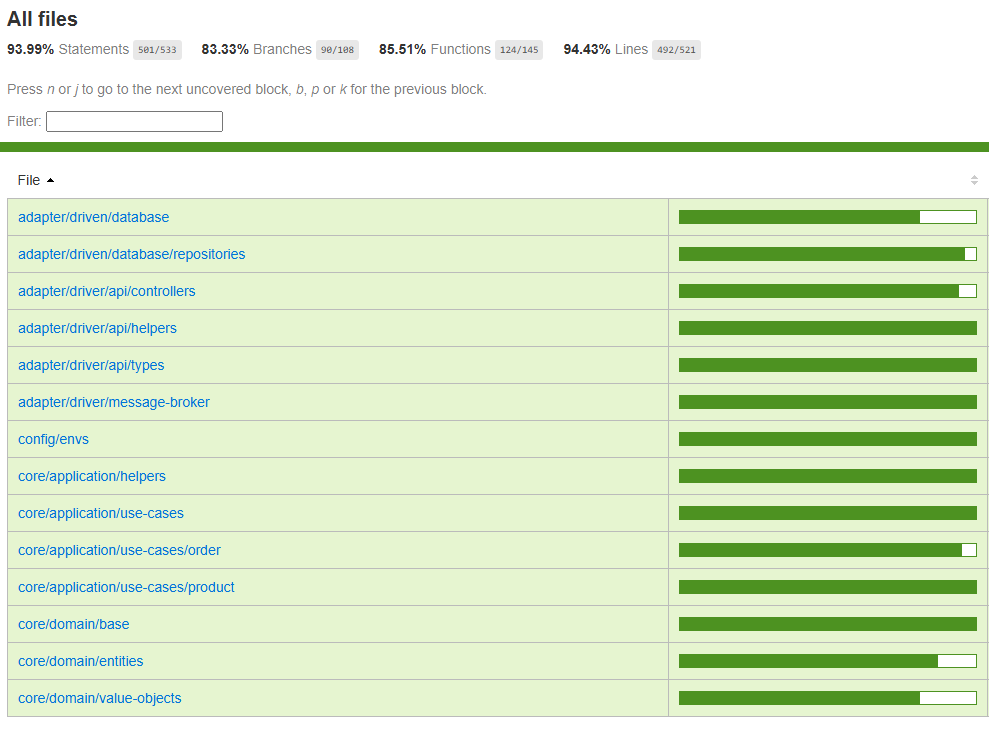 All files
93.99% Statements 501/533 83.33% Branches 90/108 85.51% Functions 124/145 94.43% Lines 492/521
Press n or j to go to the next uncovered block, b, p or k for the previous block.
Filter:
File
adapter/driven/database
adapter/driven/database/repositories
adapter/driver/api/controllers
adapter/driver/api/helpers
adapter/driver/api/types
adapter/driver/message-broker
config/envs
core/application/helpers
core/application/use-cases
core/application/use-cases/order
core/application/use-cases/product
core/domain/base
core/domain/entities
core/domain/value-objects